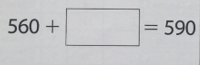 560 + = 590